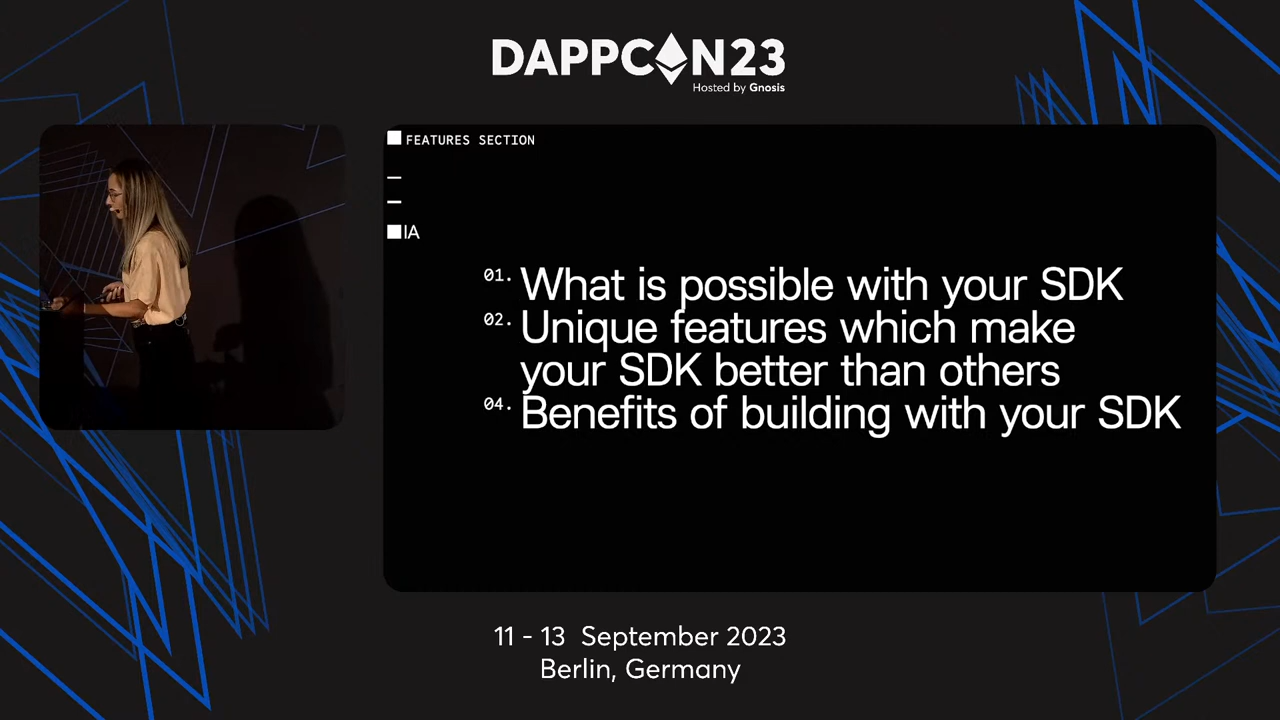 DAPPCON23
Hosted by Gnosis
FEATURES SECTION
IA
01. What is possible with your SDK
02. Unique features which make
your SDK better than others
04. Benefits of building with your SDK
11 - 13 September 2023
Berlin, Germany